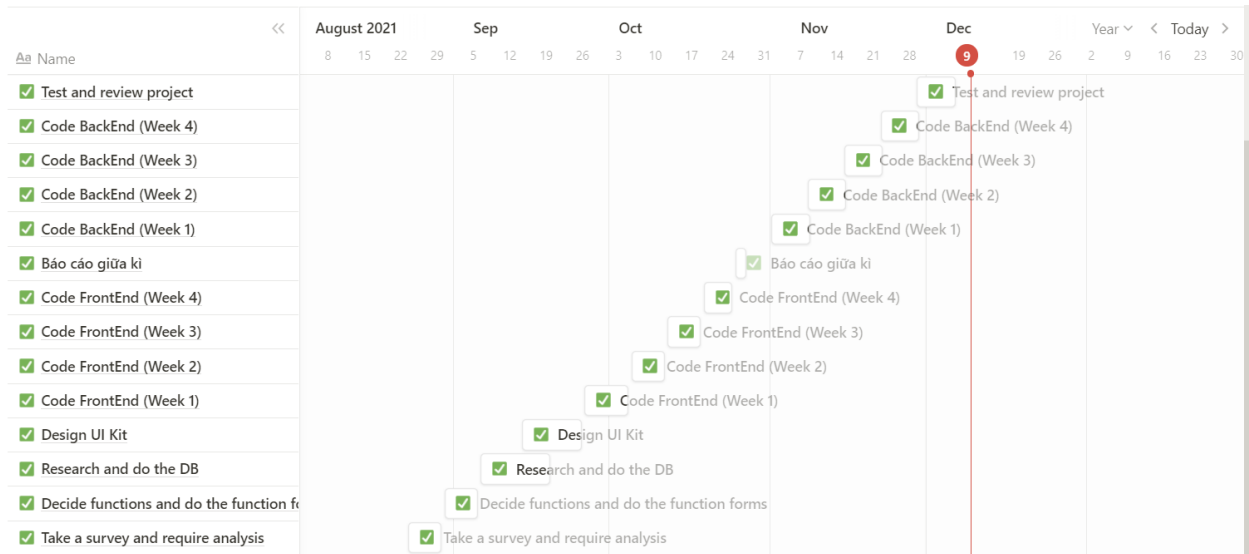 August 2021 Sep Oct Nov Dec Year Today
Aa Name 8 15 22 29 5 12 19 26 3 10 17 24 31 7 14 21 28 9 19 26 2 9 16 23 30
Test and review project Test and review project
Code BackEnd (Week 4) Code BackEnd (Week 4)
Code BackEnd (Week 3) Code BackEnd (Week 3)
Code BackEnd (Week 2) Code BackEnd (Week 2)
Code BackEnd (Week 1) Code BackEnd (Week 1)
Báo cáo giữa kì Báo cáo giữa kì
Code FrontEnd (Week 4) Code FrontEnd (Week 4)
Code FrontEnd (Week 3) Code FrontEnd (Week 3)
Code FrontEnd (Week 2) Code FrontEnd (Week 2)
Code FrontEnd (Week 1) Code FrontEnd (Week 1)
Design UI Kit Design UI Kit
Research and do the DB Research and do the DB
Decide functions and do the function fo Decide functions and do the function forms
Take a survey and require analysis Take a survey and require analysis